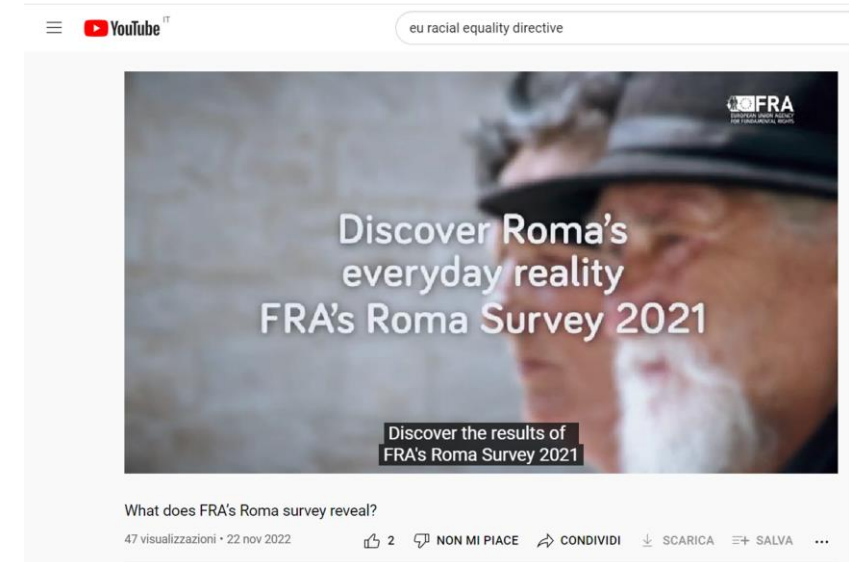 YouTube IT
eu racial equality directive
FRA
EUROPEAN UNION AGENCY
FOR FUNDAMENTAL RIGHTS
Discover Roma's
everyday reality
FRA's Roma Survey 2021
Discover the results of
FRA's Roma Survey 2021
What does FRA's Roma survey reveal?
47 visualizzazioni • 22 nov 2022 2 NON MI PIACE CONDIVIDI SCARICA SALVA ...